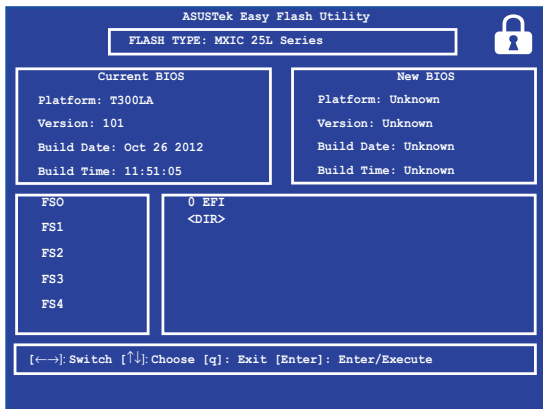 ASUSTek Easy Flash Utility
FLASH TYPE: MXIC 25L Series
Current BIOS
Platform: T300LA
Version: 101
Build Date: Oct 26 2012
Build Time: 11:51:05
New BIOS
Platform: Unknown
Version: Unknown
Build Date: Unknown
Build Time: Unknown
FSO
FS1
FS2
FS3
FS4
0 EFI
<DIR>
[←→]: Switch [↑↓]: Choose [q]: Exit [Enter]: Enter/Execute